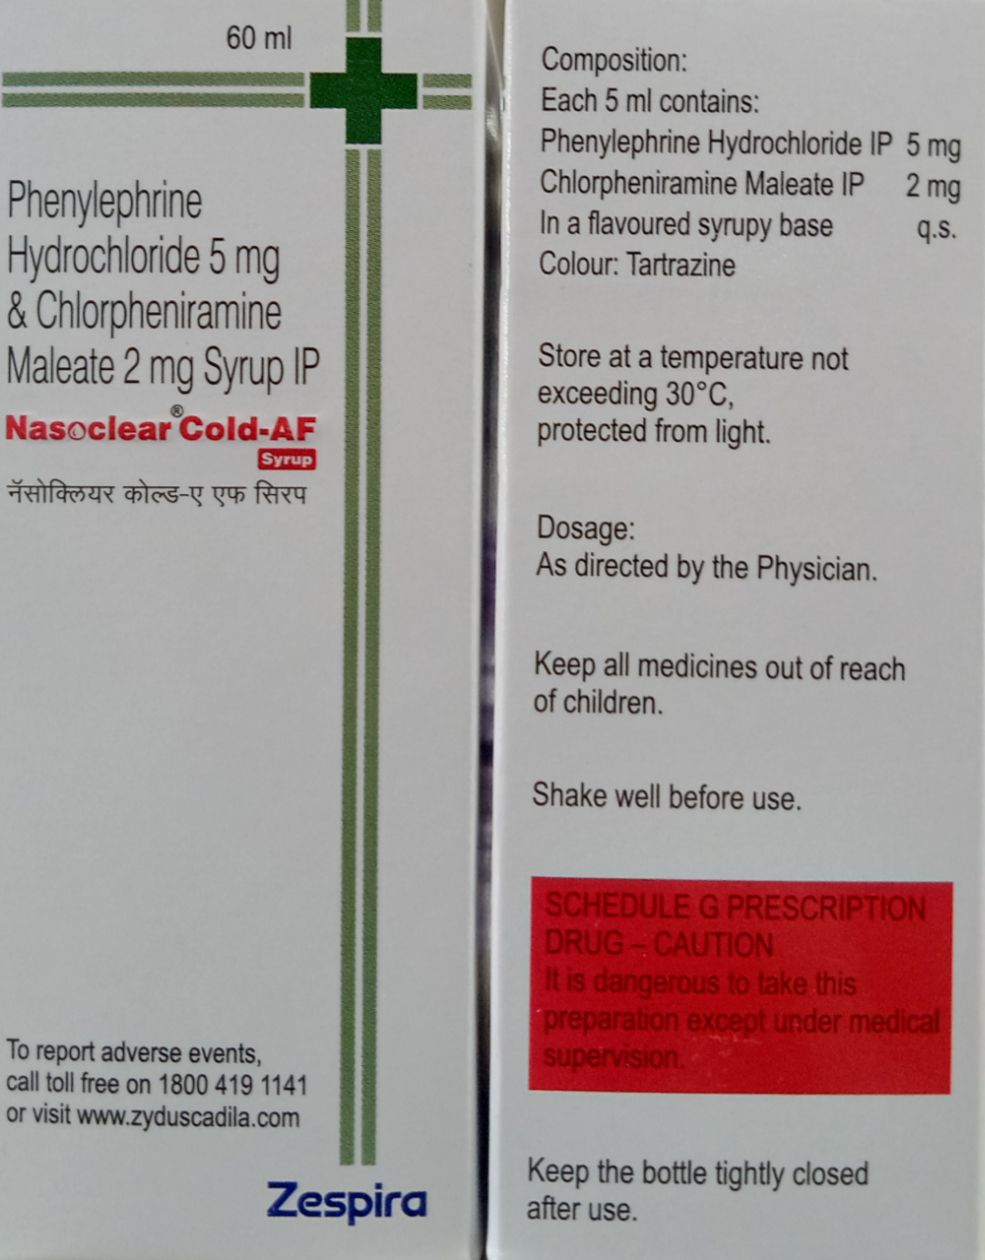 60 ml
Phenylephrine
Hydrochloride 5 mg
& Chlorpheniramine
Maleate 2 mg Syrup IP
Nasoclear® Cold-AF
Syrup
नॅसोक्लियर कोल्ड-ए एफ सिरप
To report adverse events,
call toll free on 1800 419 1141
or visit www.zyduscadila.com
Zespira
Composition:
Each 5 ml contains:
Phenylephrine Hydrochloride IP 5 mg
Chlorpheniramine Maleate IP 2 mg
In a flavoured syrupy base q.s.
Colour: Tartrazine
Store at a temperature not
exceeding 30°C,
protected from light.
Dosage:
As directed by the Physician.
Keep all medicines out of reach
of children.
Shake well before use.
SCHEDULE G PRESCRIPTION
DRUG – CAUTION
It is dangerous to take this
preparation except under medical
supervision.
Keep the bottle tightly closed
after use.